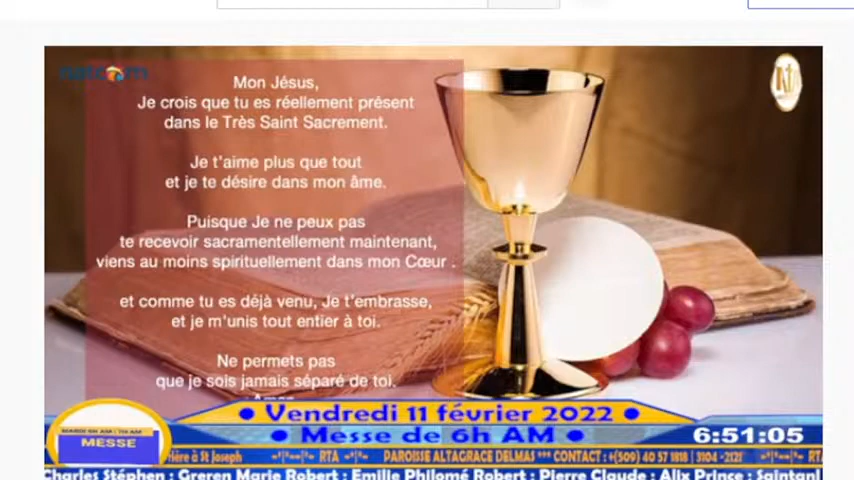 natcom
Mon Jésus,
Je crois que tu es réellement présent
dans le Très Saint Sacrement.
Je t'aime plus que tout
et je te désire dans mon âme.
Puisque Je ne peux pas
te recevoir sacramentellement maintenant,
viens au moins spirituellement dans mon Cœur .
et comme tu es déjà venu, Je t'embrasse,
et je m'unis tout entier à toi.
Ne permets pas
que je sois jamais séparé de toi.
• Vendredi 11 février 2022 •
• Messe de 6h AM •
6:51:05
MESSE
à St Joseph -*|*==|*- RTA -*|*==|*- PAROISSE ALTAGRACE DELMAS *** CONTACT : +(509) 40 57 1818 | 3104 -2121 -*|*==|*- RTA
Charles Stéphen ; Greren Marie Robert ; Emilie Philomé Robert ; Pierre Claude ; Alix Prince ;